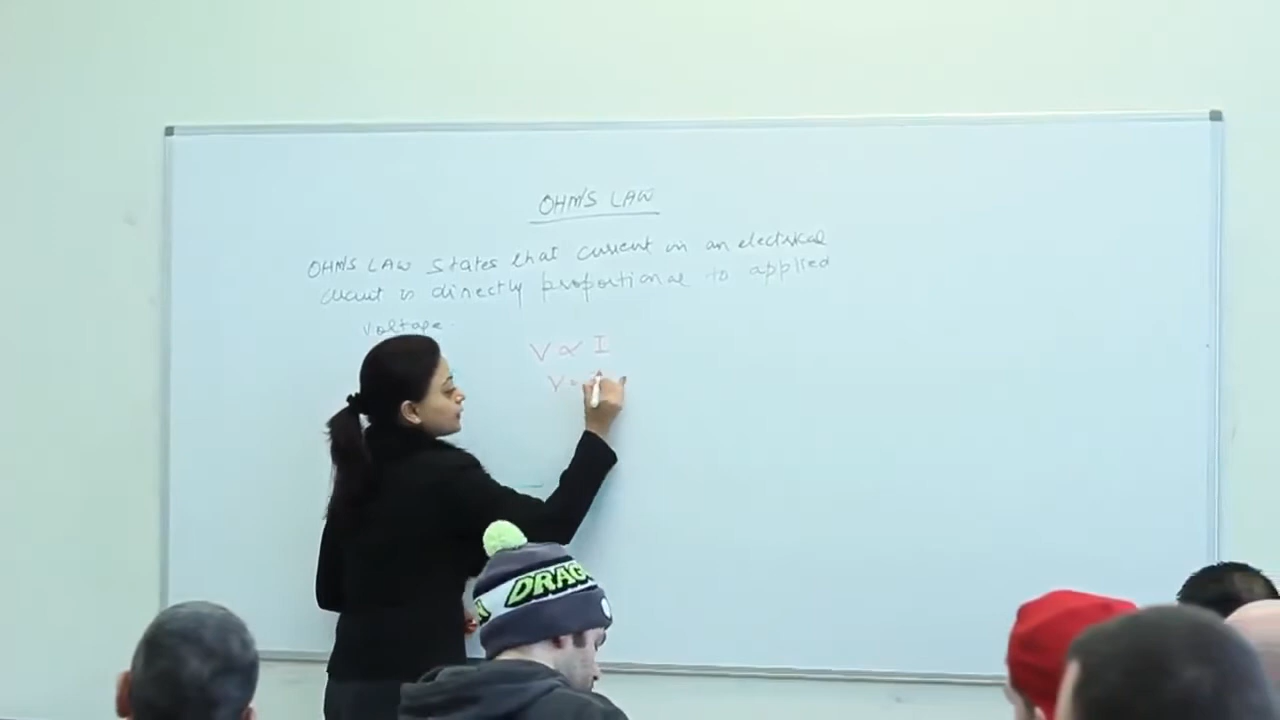 OHM'S LAW
OHM'S LAW states that current in an electrical
circuit is directly proportional to applied
voltage.
V ∝ I
V =
DRAG